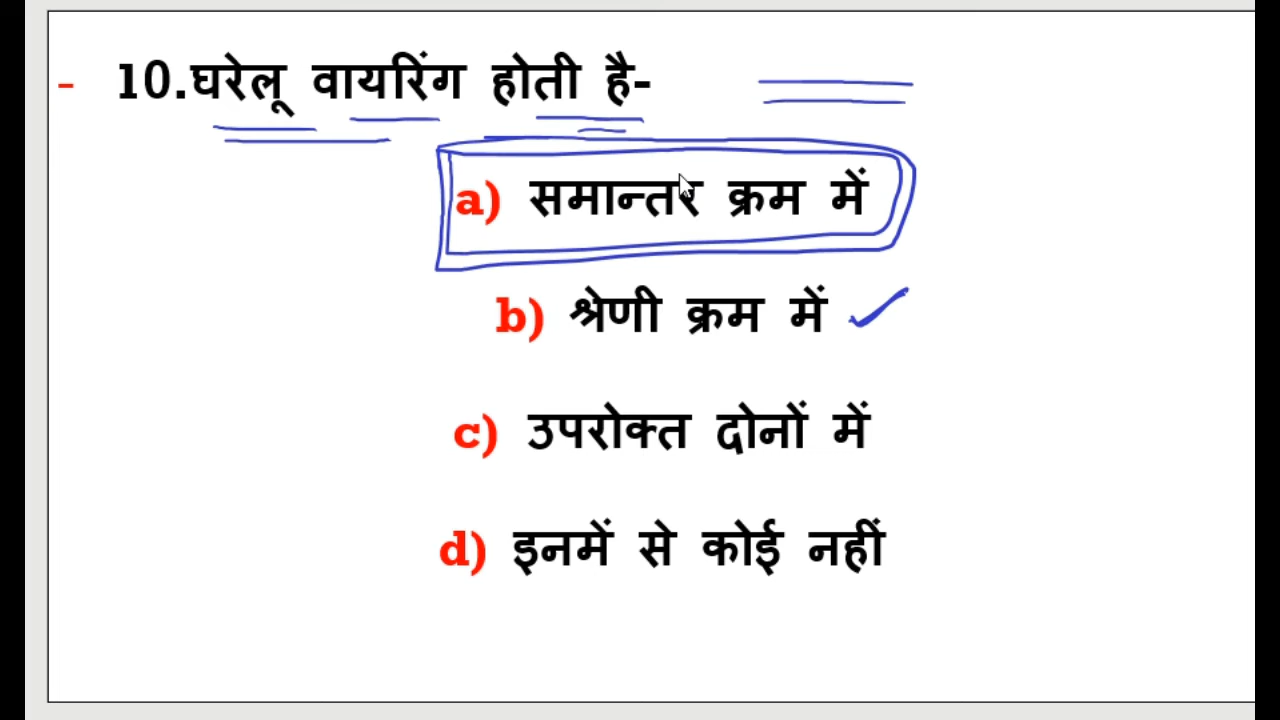 - 10.घरेलू वायरिंग होती है-
a) समान्तर क्रम में
b) श्रेणी क्रम में
c) उपरोक्त दोनों में
d) इनमें से कोई नहीं